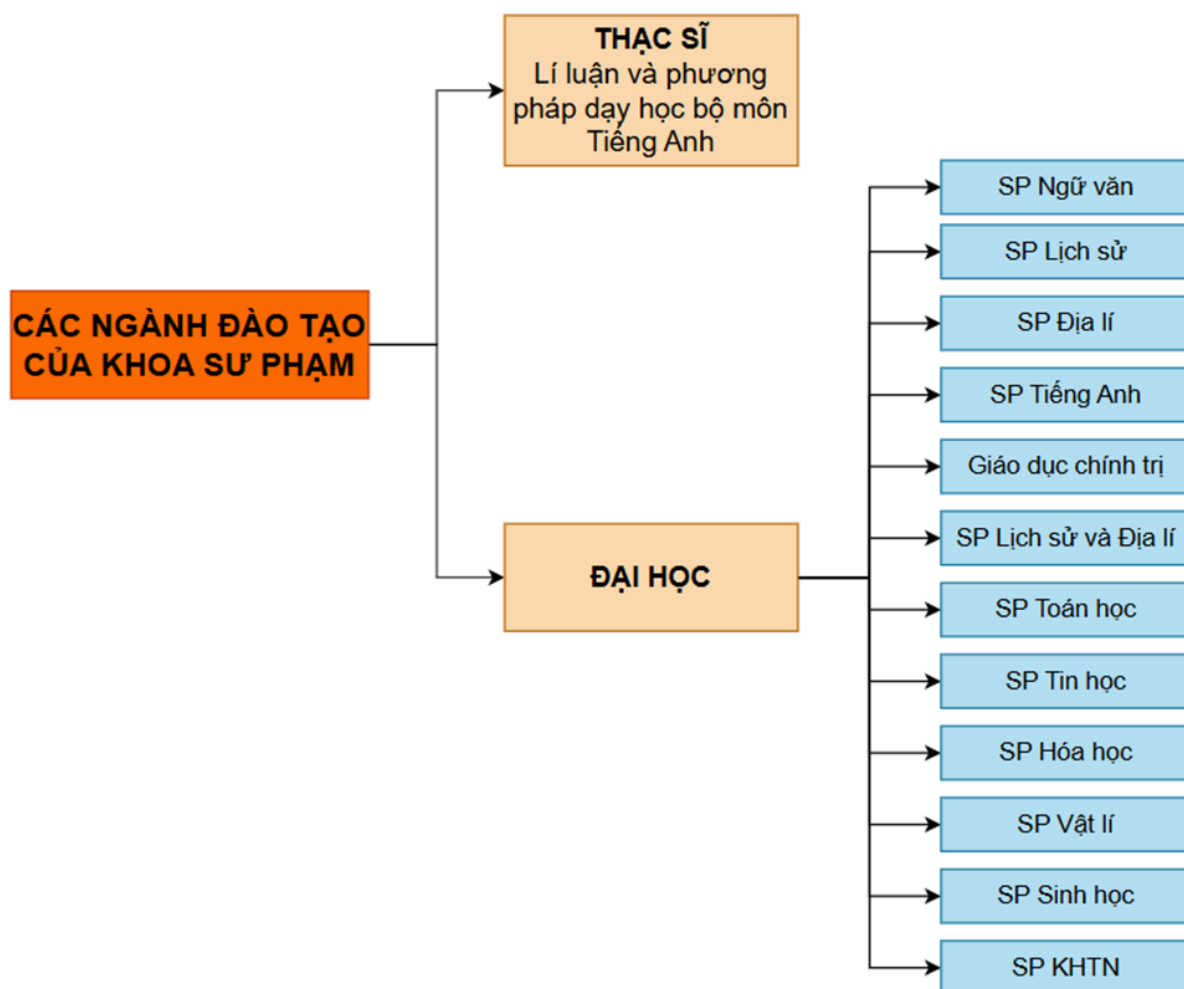 THẠC SĨ
Lí luận và phương
pháp dạy học bộ môn
Tiếng Anh
CÁC NGÀNH ĐÀO TẠO
CỦA KHOA SƯ PHẠM
ĐẠI HỌC
SP Ngữ văn
SP Lịch sử
SP Địa lí
SP Tiếng Anh
Giáo dục chính trị
SP Lịch sử và Địa lí
SP Toán học
SP Tin học
SP Hóa học
SP Vật lí
SP Sinh học
SP KHTN